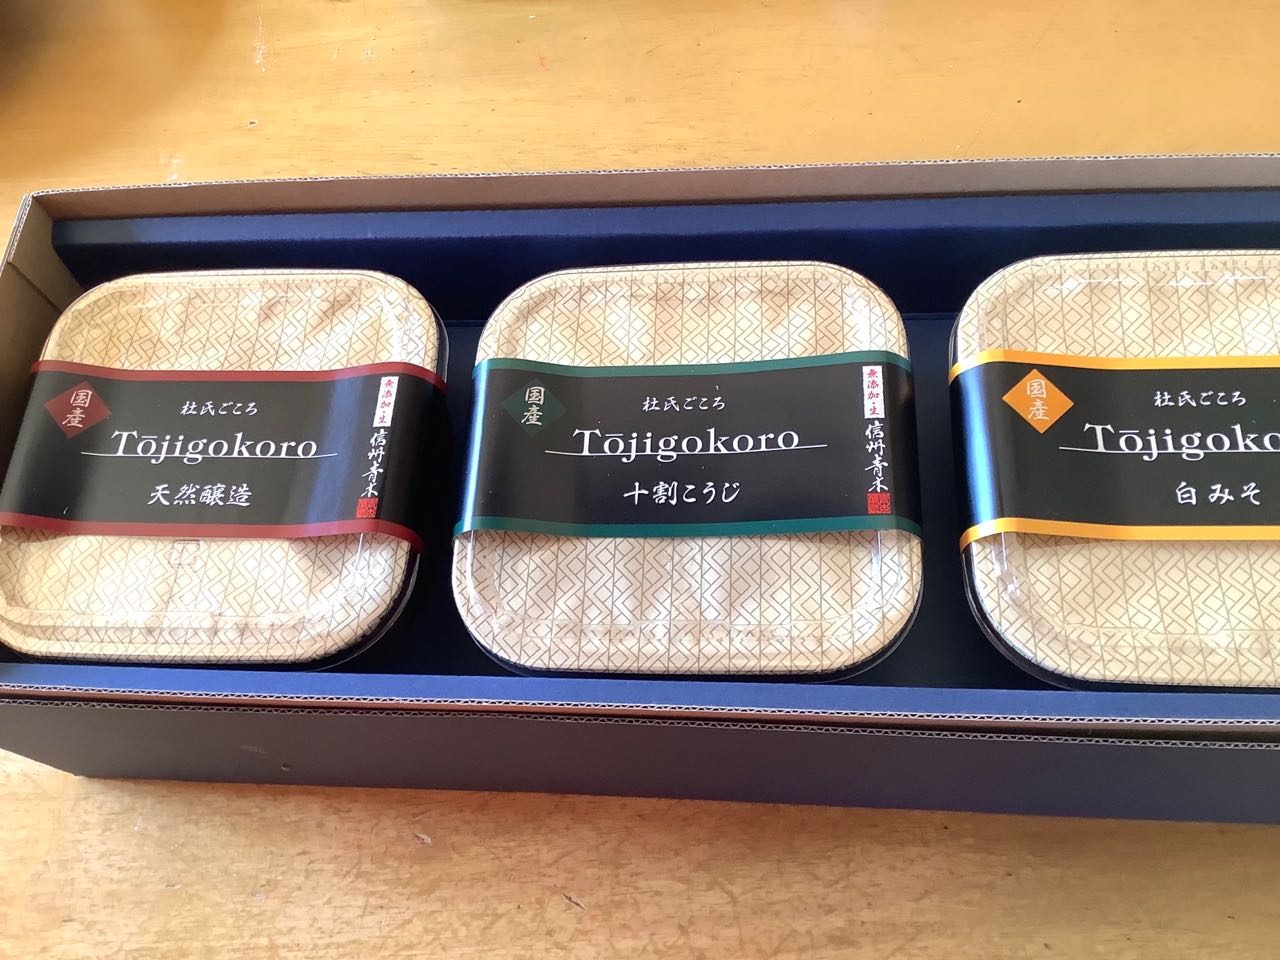 国産
杜氏ごころ
Tōjigokoro
天然醸造
無添加・生
信州青木
国産
杜氏ごころ
Tōjigokoro
十割こうじ
無添加・生
信州青木
国産
杜氏ごころ
Tōjigoko
白みそ